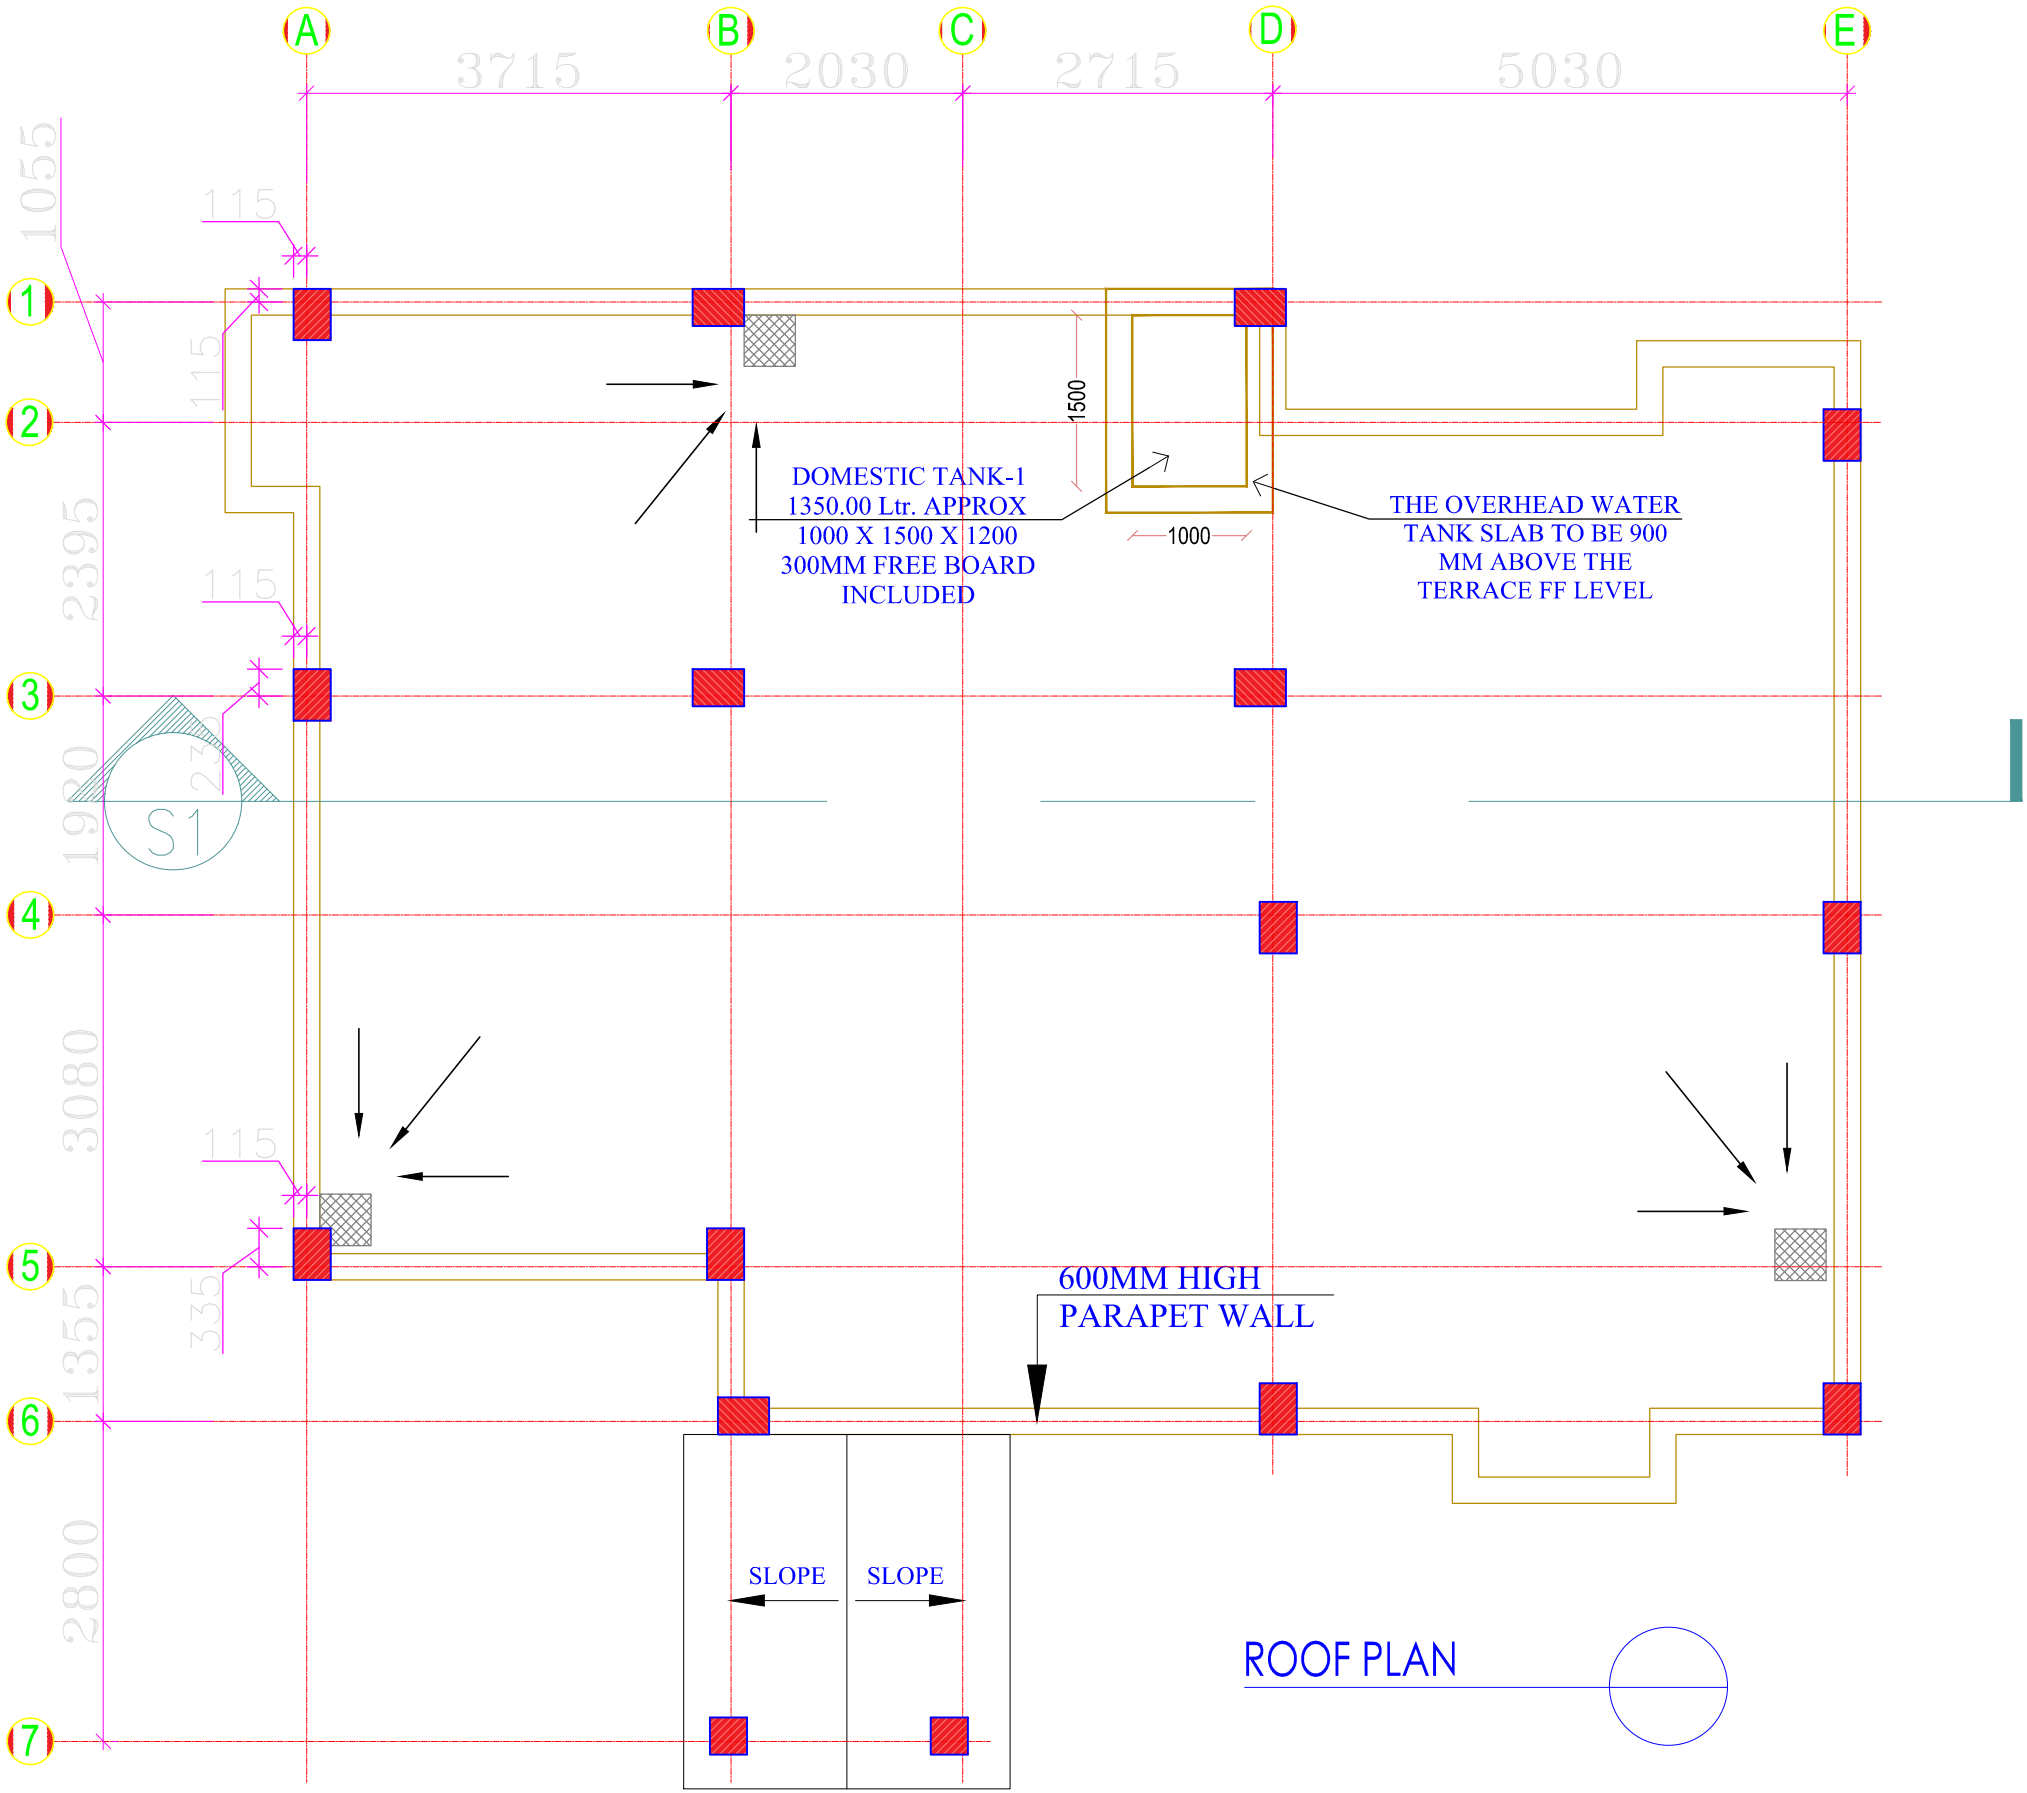 A
B
C
D
E
3715
2030
2715
5030
1055
115
1
115
2
1500
DOMESTIC TANK-1
1350.00 Ltr. APPROX
1000 X 1500 X 1200
300MM FREE BOARD
INCLUDED
1000
THE OVERHEAD WATER
TANK SLAB TO BE 900
MM ABOVE THE
TERRACE FF LEVEL
2395
115
3
235
1920
S1
4
3080
115
5
335
1355
600MM HIGH
PARAPET WALL
6
2800
SLOPE
SLOPE
ROOF PLAN
7